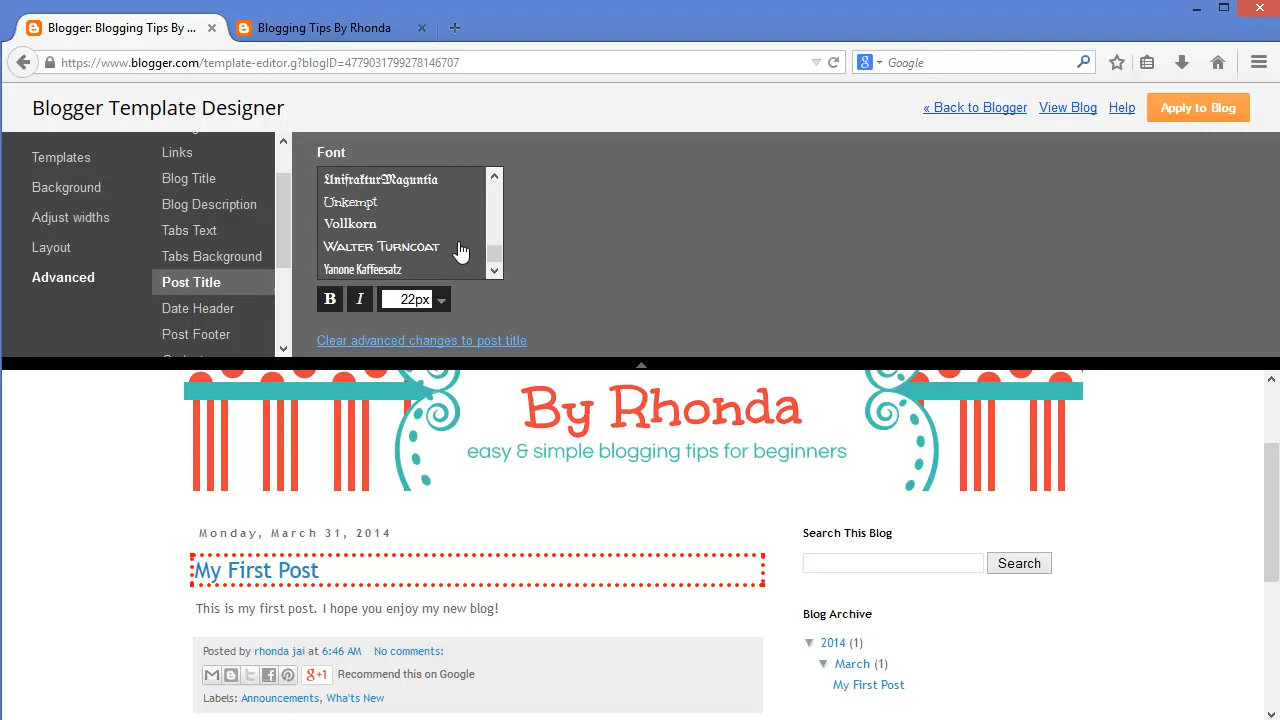 Blogger: Blogging Tips By ...
Blogging Tips By Rhonda
https://www.blogger.com/template-editor.g?blogID=4779031799278146707
Google
Blogger Template Designer
« Back to Blogger
View Blog
Help
Apply to Blog
Templates
Background
Adjust widths
Layout
Advanced
Links
Blog Title
Blog Description
Tabs Text
Tabs Background
Post Title
Date Header
Post Footer
Font
UnifrakturMaguntia
Unkempt
Vollkorn
Walter Turncoat
Yanone Kaffeesatz
B I 22px
Clear advanced changes to post title
By Rhonda
easy & simple blogging tips for beginners
Monday, March 31, 2014
My First Post
This is my first post. I hope you enjoy my new blog!
Posted by rhonda jai at 6:46 AM No comments:
g+1 Recommend this on Google
Labels: Announcements, Wha'ts New
Search This Blog
Search
Blog Archive
▼ 2014 (1)
▼ March (1)
My First Post